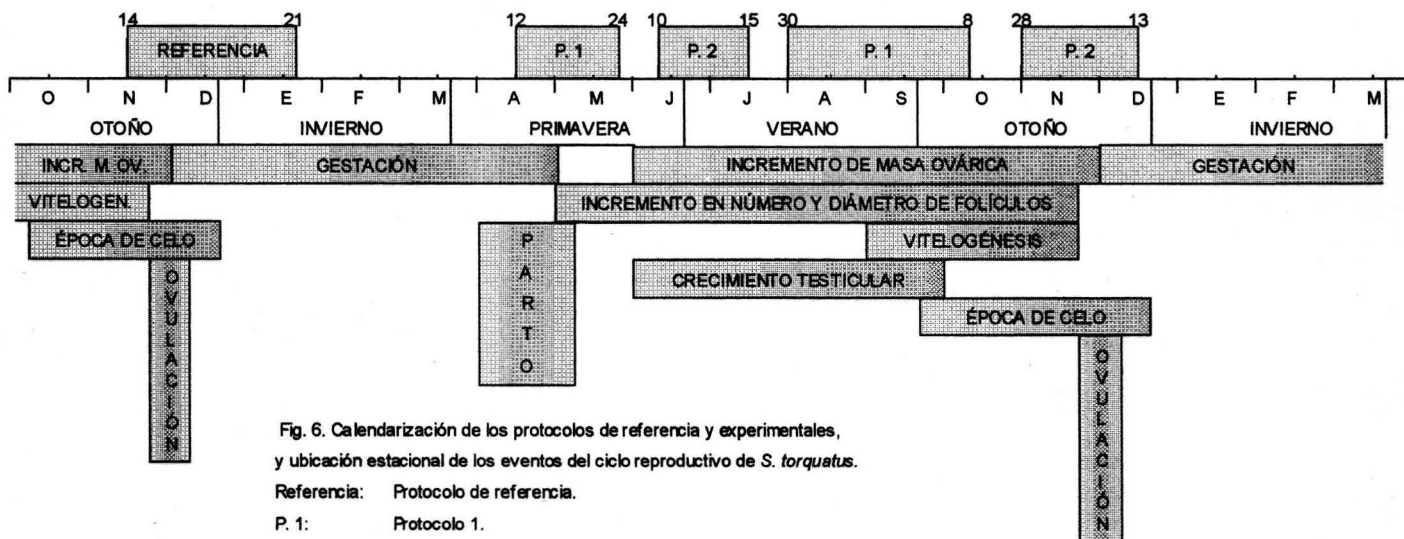 14 21 12 24 10 15 30 8 28 13
REFERENCIA P. 1 P. 2 P. 1 P. 2
O N D E F M A M J J A S O N D E F M
OTOÑO INVIERNO PRIMAVERA VERANO OTOÑO INVIERNO
INCR. M. OV. GESTACIÓN INCREMENTO DE MASA OVÁRICA GESTACIÓN
VITELOGEN. INCREMENTO EN NÚMERO Y DIÁMETRO DE FOLÍCULOS
ÉPOCA DE CELO PARTO VITELOGÉNESIS
OVULACIÓN CRECIMIENTO TESTICULAR
ÉPOCA DE CELO
OVULACIÓN
Fig. 6. Calendarización de los protocolos de referencia y experimentales,
y ubicación estacional de los eventos del ciclo reproductivo de S. torquatus.
Referencia: Protocolo de referencia.
P. 1: Protocolo 1.